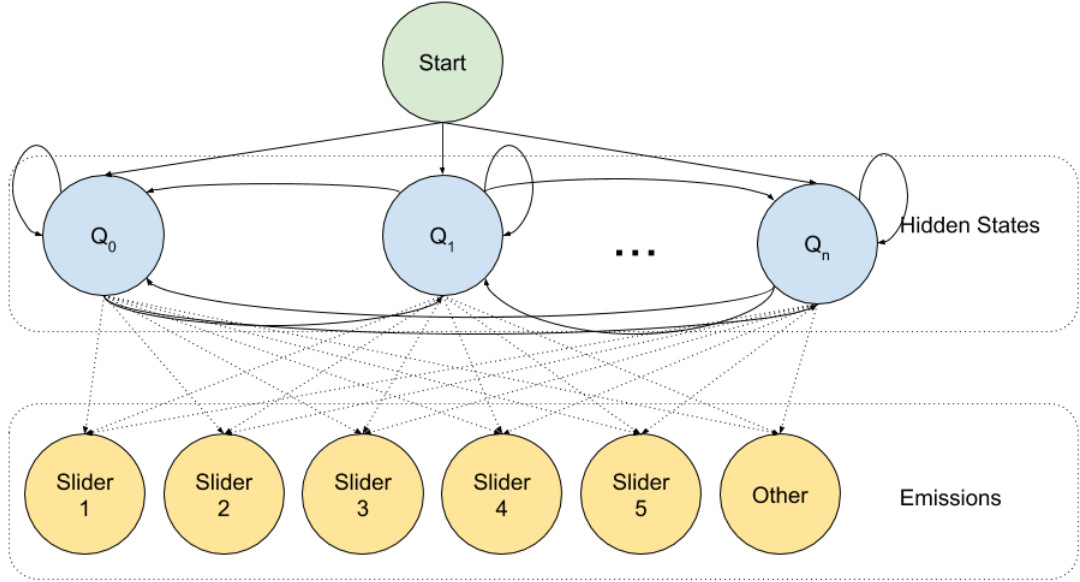 Start
Q0
Q1
...
Qn
Hidden States
Slider
1
Slider
2
Slider
3
Slider
4
Slider
5
Other
Emissions